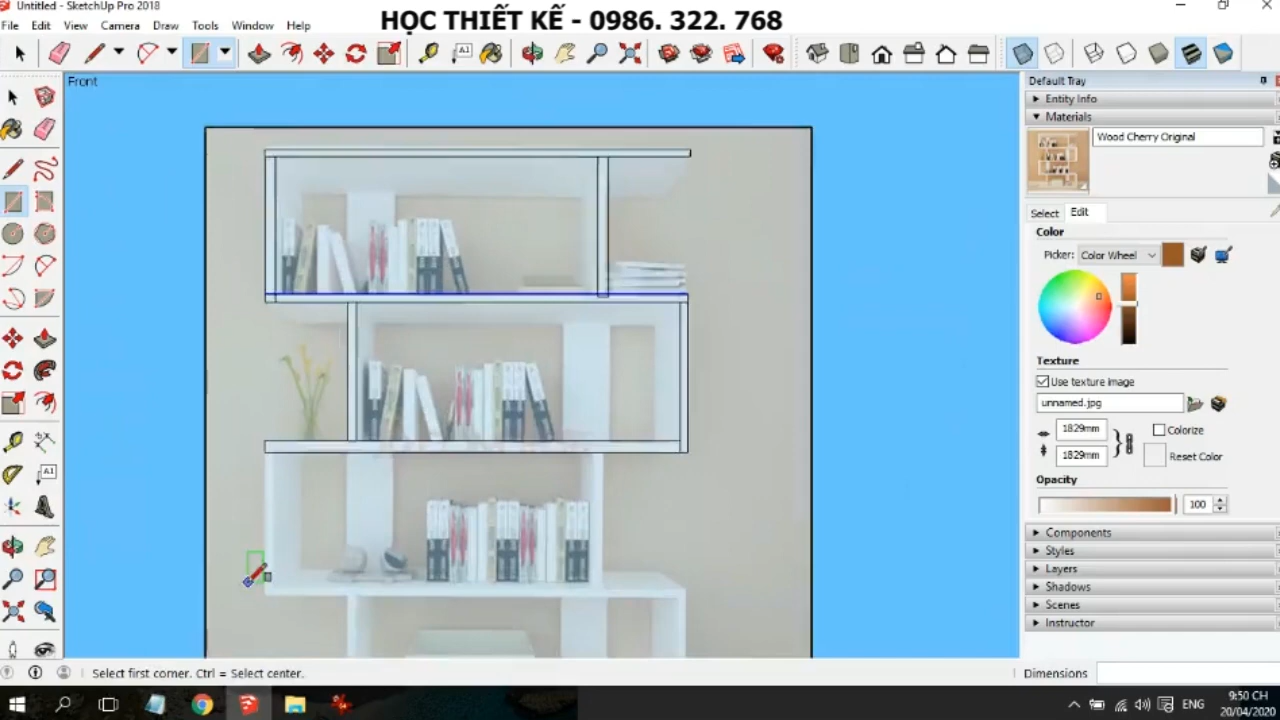 Untitled - SketchUp Pro 2018
HỌC THIẾT KẾ - 0986. 322. 768
File Edit View Camera Draw Tools Window Help
Front
Default Tray
Entity Info
Materials
Wood Cherry Original
Select Edit
Color
Picker: Color Wheel
Texture
Use texture image
unnamed.jpg
1829mm
Colorize
1829mm
Reset Color
Opacity
100
Components
Styles
Layers
Shadows
Scenes
Instructor
Select first corner. Ctrl = Select center.
Dimensions
ENG
9:50 CH
20/04/2020